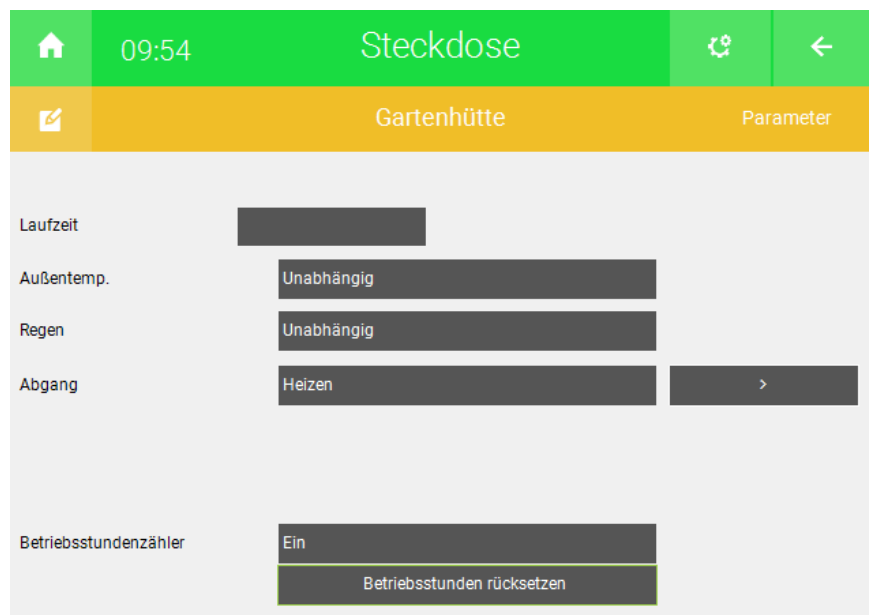 09:54 Steckdose
Gartenhütte Parameter
Laufzeit
Außentemp. Unabhängig
Regen Unabhängig
Abgang Heizen >
Betriebsstundenzähler Ein
Betriebsstunden rücksetzen